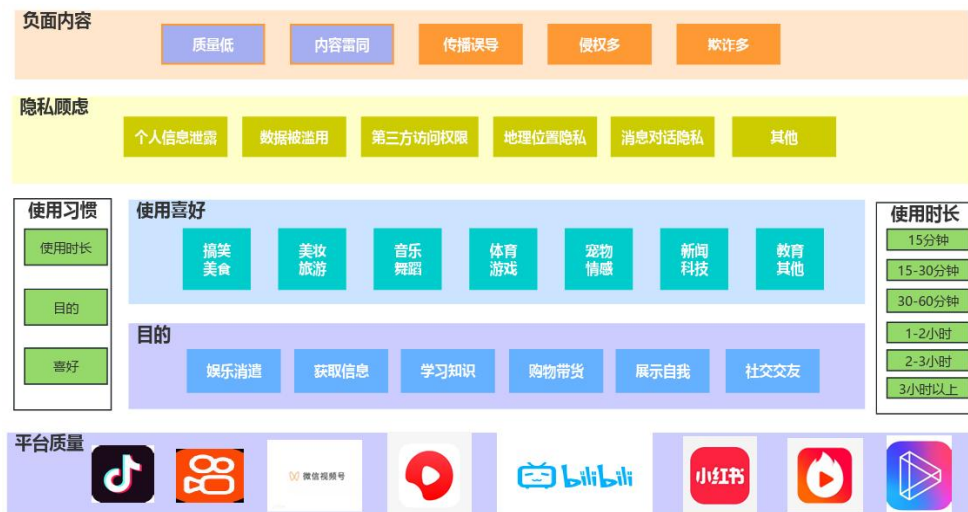 负面内容
质量低
内容雷同
传播误导
侵权多
欺诈多
隐私顾虑
个人信息泄露
数据被滥用
第三方访问权限
地理位置隐私
消息对话隐私
其他
使用习惯
使用时长
目的
喜好
使用喜好
搞笑
美食
美妆
旅游
音乐
舞蹈
体育
游戏
宠物
情感
新闻
科技
教育
其他
目的
娱乐消遣
获取信息
学习知识
购物带货
展示自我
社交交友
使用时长
15分钟
15-30分钟
30-60分钟
1-2小时
2-3小时
3小时以上
平台质量
微信视频号
bilibili
小红书